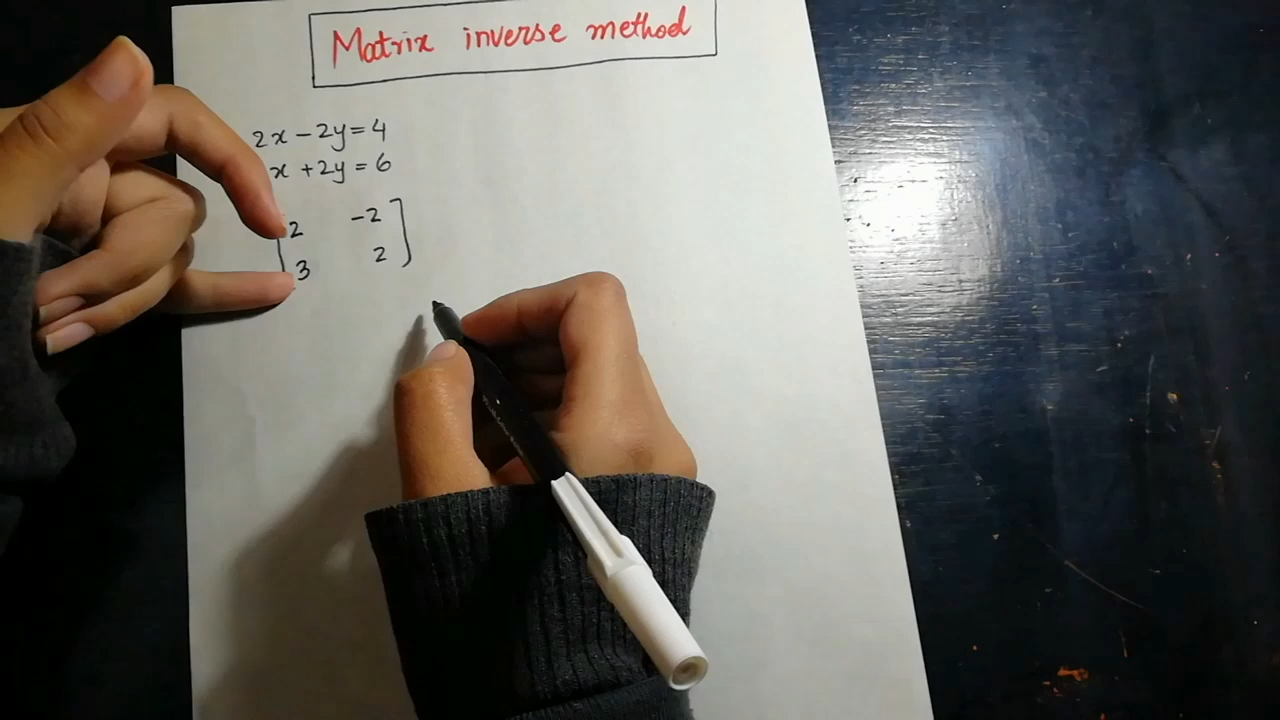 Matrix inverse method
2x - 2y = 4
x + 2y = 6
2 -2
3 2